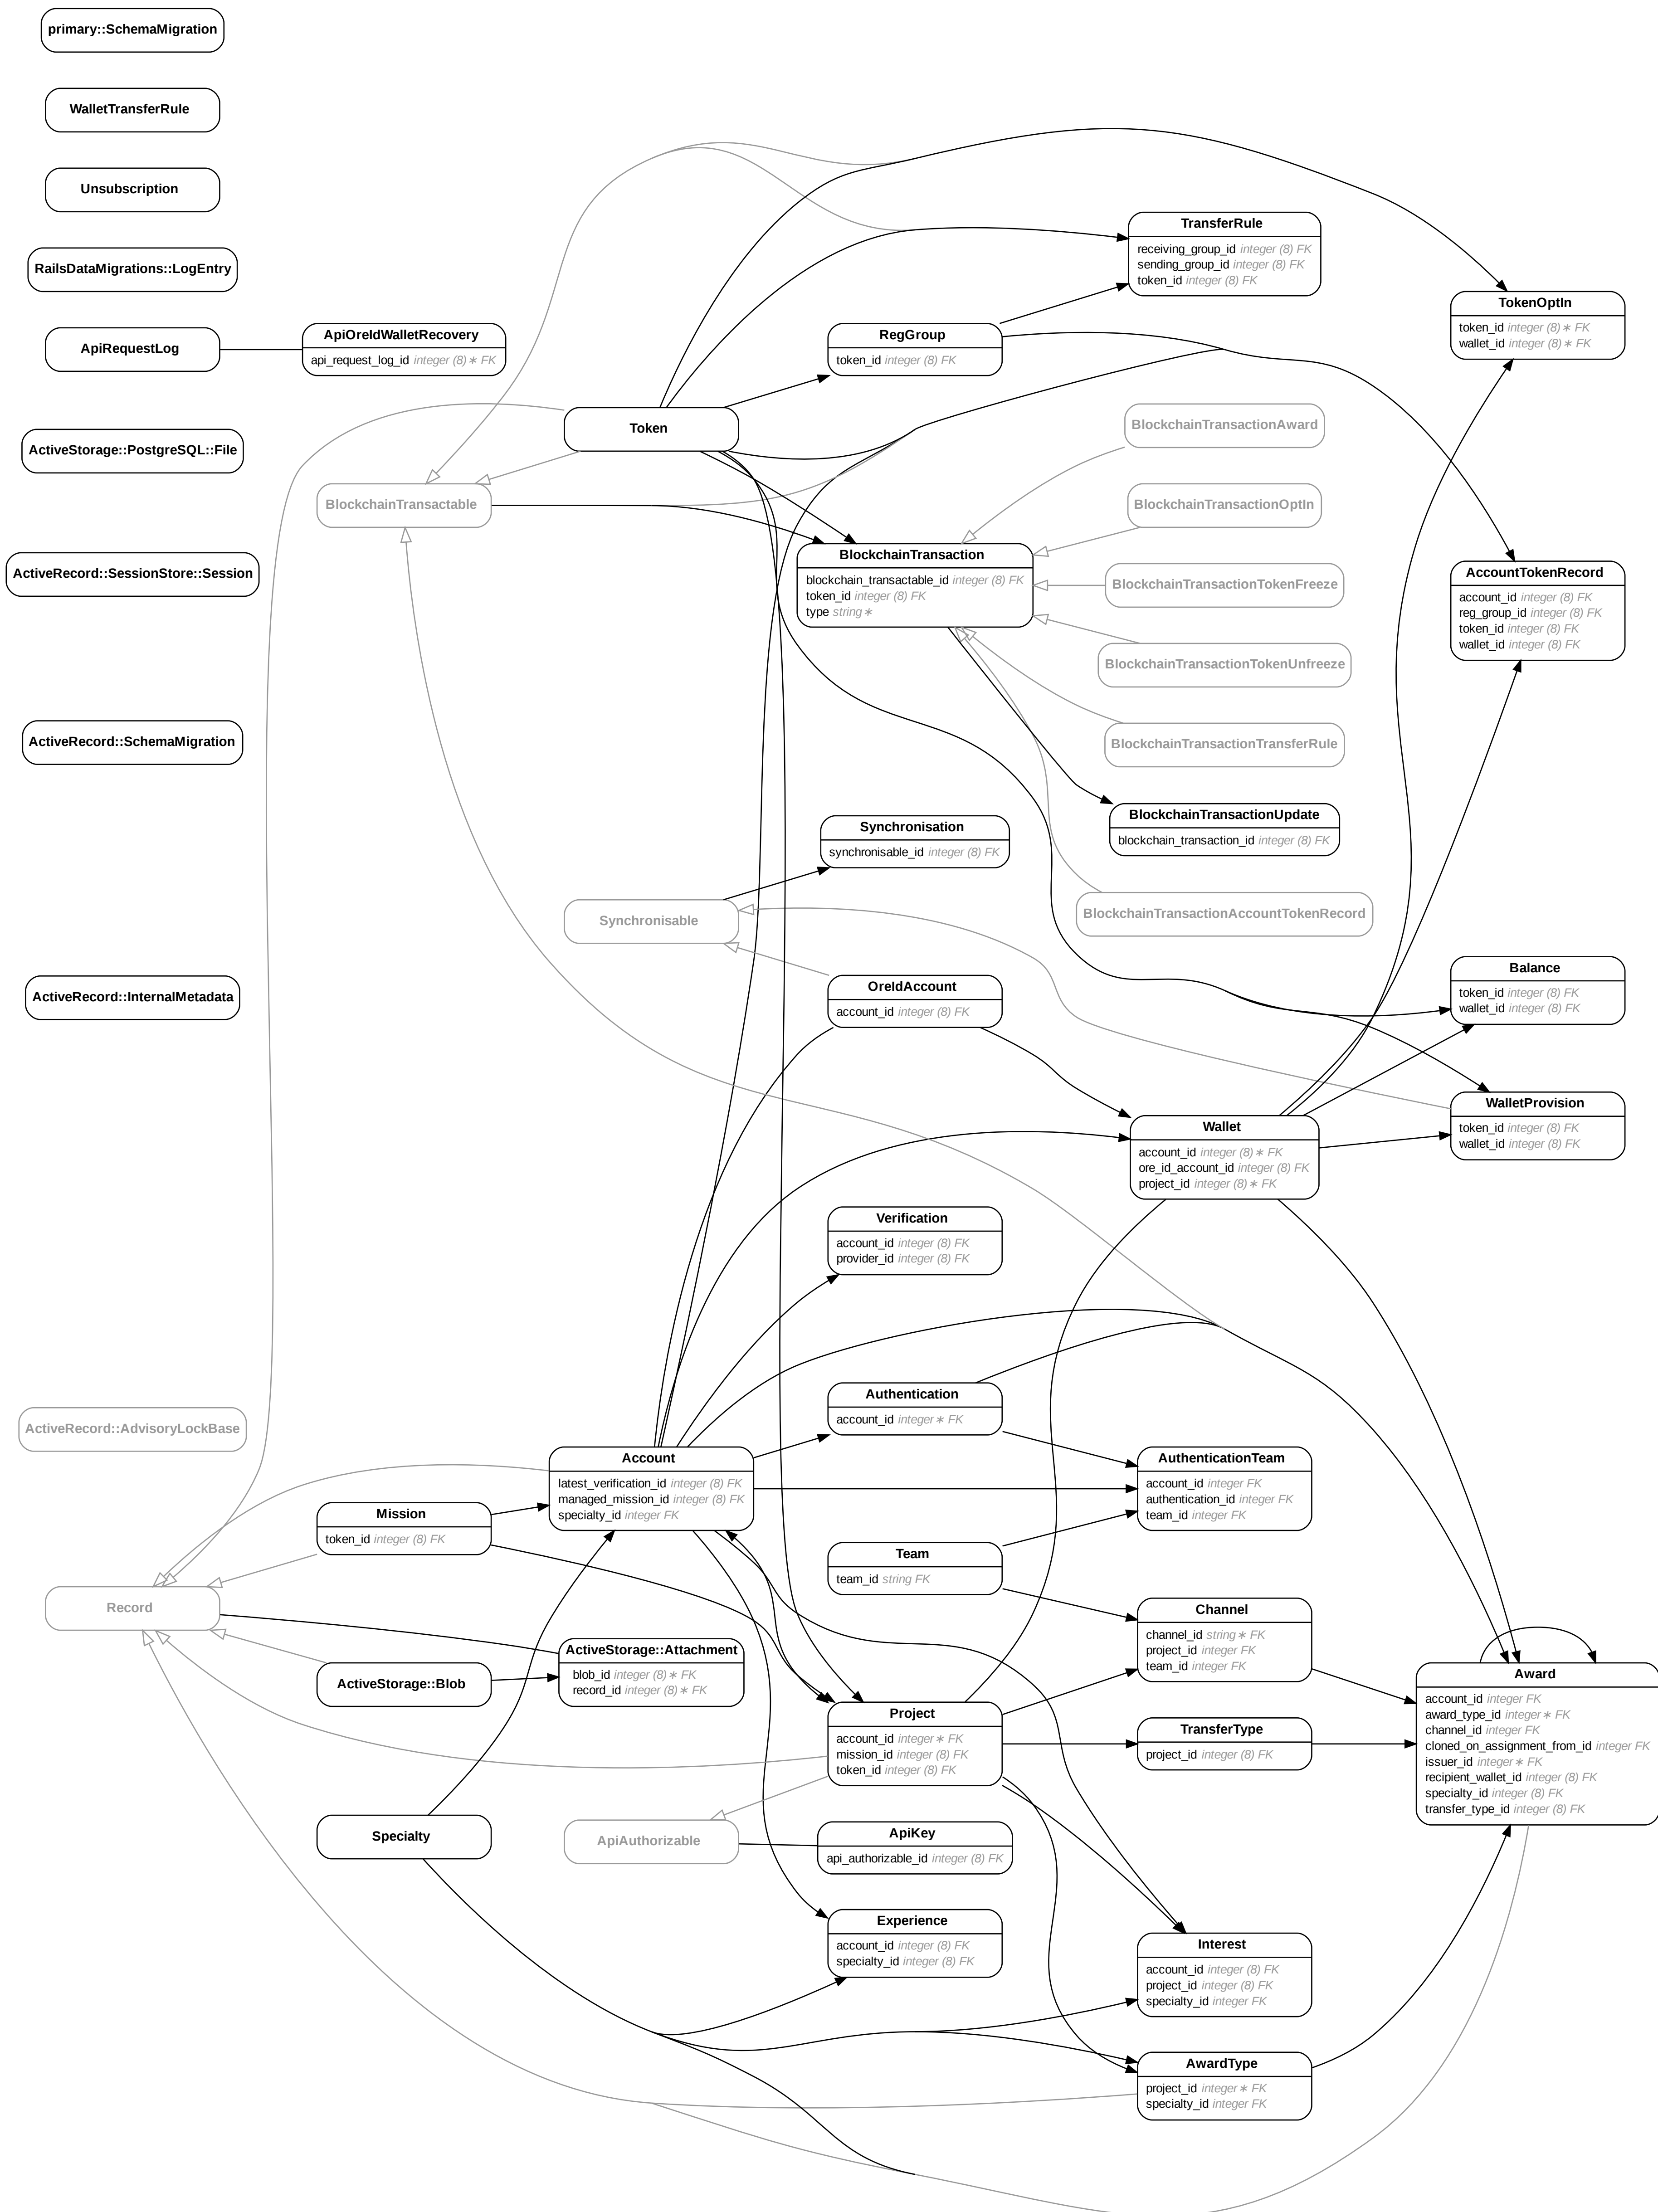 primary::SchemaMigration
WalletTransferRule
Unsubscription
RailsDataMigrations::LogEntry
ApiRequestLog
ApiOreIdWalletRecovery
api_request_log_id integer (8)∗ FK
ActiveStorage::PostgreSQL::File
ActiveRecord::SessionStore::Session
ActiveRecord::SchemaMigration
ActiveRecord::InternalMetadata
ActiveRecord::AdvisoryLockBase
Record
BlockchainTransactable
Mission
token_id integer (8) FK
ActiveStorage::Blob
Specialty
Token
Synchronisable
Account
latest_verification_id integer (8) FK
managed_mission_id integer (8) FK
specialty_id integer FK
ActiveStorage::Attachment
blob_id integer (8)∗ FK
record_id integer (8)∗ FK
ApiAuthorizable
RegGroup
token_id integer (8) FK
BlockchainTransaction
blockchain_transactable_id integer (8) FK
token_id integer (8) FK
type string∗
Synchronisation
synchronisable_id integer (8) FK
OreIdAccount
account_id integer (8) FK
Verification
account_id integer (8) FK
provider_id integer (8) FK
Authentication
account_id integer∗ FK
Team
team_id string FK
Project
account_id integer∗ FK
mission_id integer (8) FK
token_id integer (8) FK
ApiKey
api_authorizable_id integer (8) FK
Experience
account_id integer (8) FK
specialty_id integer (8) FK
TransferRule
receiving_group_id integer (8) FK
sending_group_id integer (8) FK
token_id integer (8) FK
BlockchainTransactionAward
BlockchainTransactionOptIn
BlockchainTransactionTokenFreeze
BlockchainTransactionTokenUnfreeze
BlockchainTransactionTransferRule
BlockchainTransactionUpdate
blockchain_transaction_id integer (8) FK
BlockchainTransactionAccountTokenRecord
Wallet
account_id integer (8)∗ FK
ore_id_account_id integer (8) FK
project_id integer (8)∗ FK
AuthenticationTeam
account_id integer FK
authentication_id integer FK
team_id integer FK
Channel
channel_id string∗ FK
project_id integer FK
team_id integer FK
TransferType
project_id integer (8) FK
Interest
account_id integer (8) FK
project_id integer (8) FK
specialty_id integer FK
AwardType
project_id integer∗ FK
specialty_id integer FK
TokenOptIn
token_id integer (8)∗ FK
wallet_id integer (8)∗ FK
AccountTokenRecord
account_id integer (8) FK
reg_group_id integer (8) FK
token_id integer (8) FK
wallet_id integer (8) FK
Balance
token_id integer (8) FK
wallet_id integer (8) FK
WalletProvision
token_id integer (8) FK
wallet_id integer (8) FK
Award
account_id integer FK
award_type_id integer∗ FK
channel_id integer FK
cloned_on_assignment_from_id integer FK
issuer_id integer∗ FK
recipient_wallet_id integer (8) FK
specialty_id integer (8) FK
transfer_type_id integer (8) FK